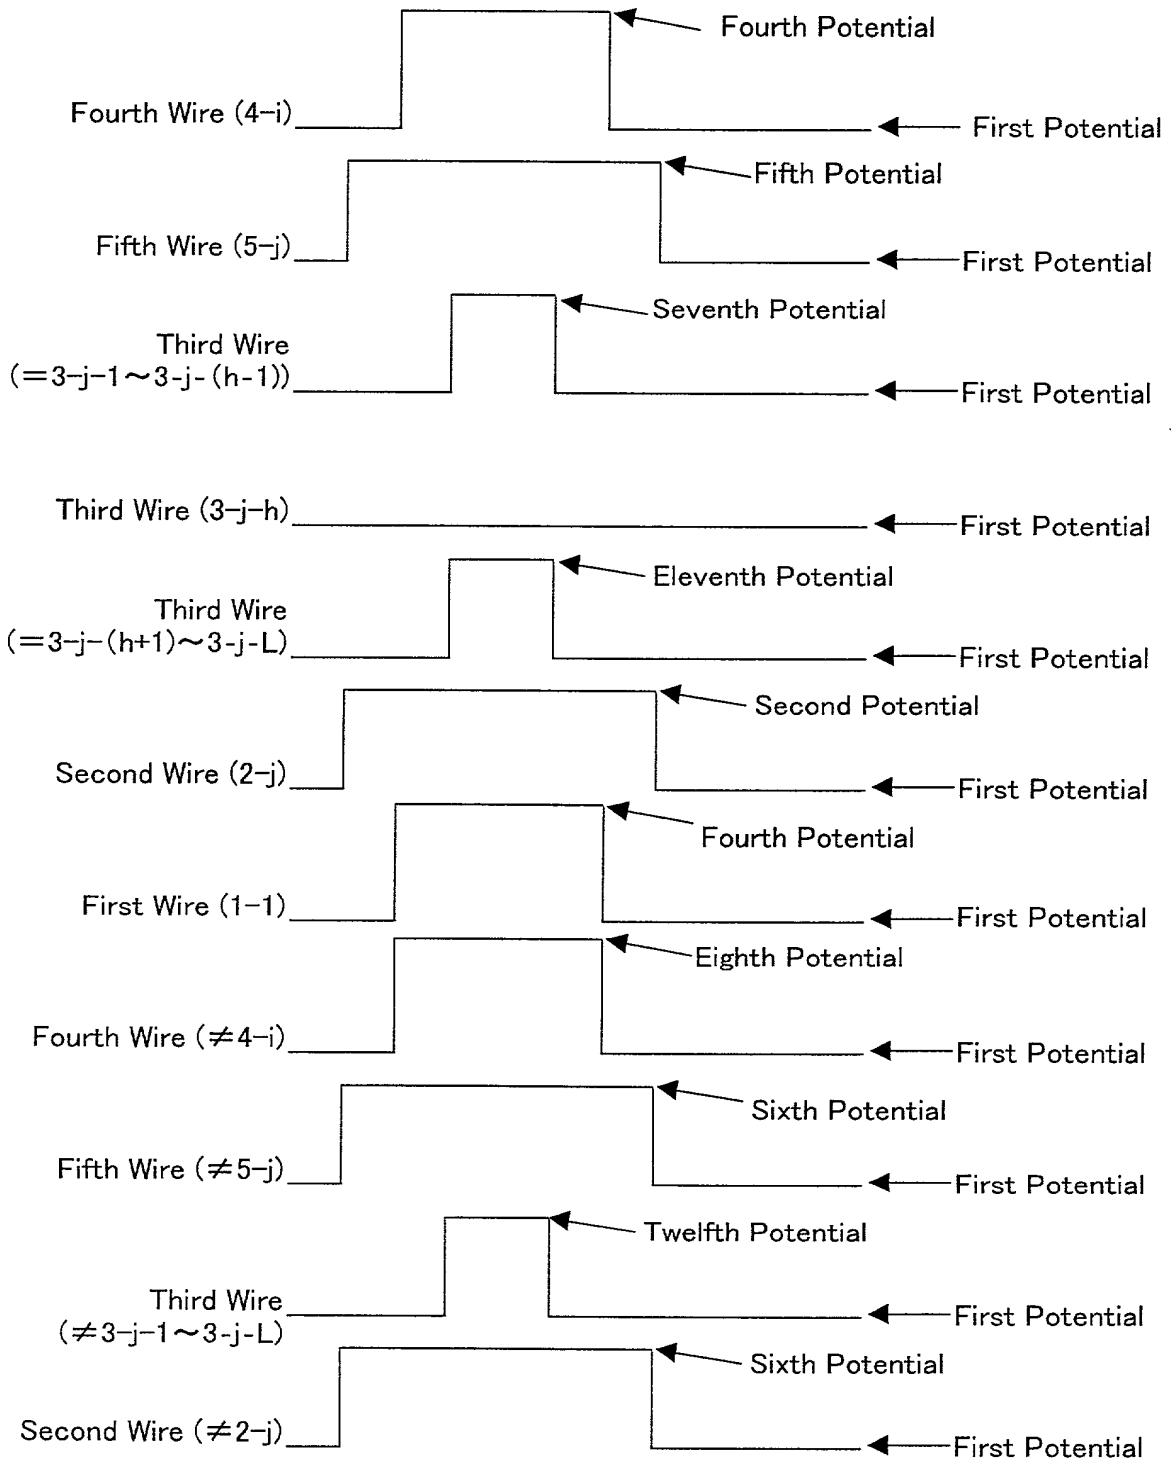 Fourth Potential
Fourth Wire (4-i)
First Potential
Fifth Potential
Fifth Wire (5-j)
First Potential
Seventh Potential
Third Wire
(=3-j-1~3-j-(h-1))
First Potential
Third Wire (3-j-h)
First Potential
Eleventh Potential
Third Wire
(=3-j-(h+1)~3-j-L)
First Potential
Second Potential
Second Wire (2-j)
First Potential
Fourth Potential
First Wire (1-1)
First Potential
Eighth Potential
Fourth Wire (≠4-i)
First Potential
Sixth Potential
Fifth Wire (≠5-j)
First Potential
Twelfth Potential
Third Wire
(≠3-j-1~3-j-L)
First Potential
Sixth Potential
Second Wire (≠2-j)
First Potential